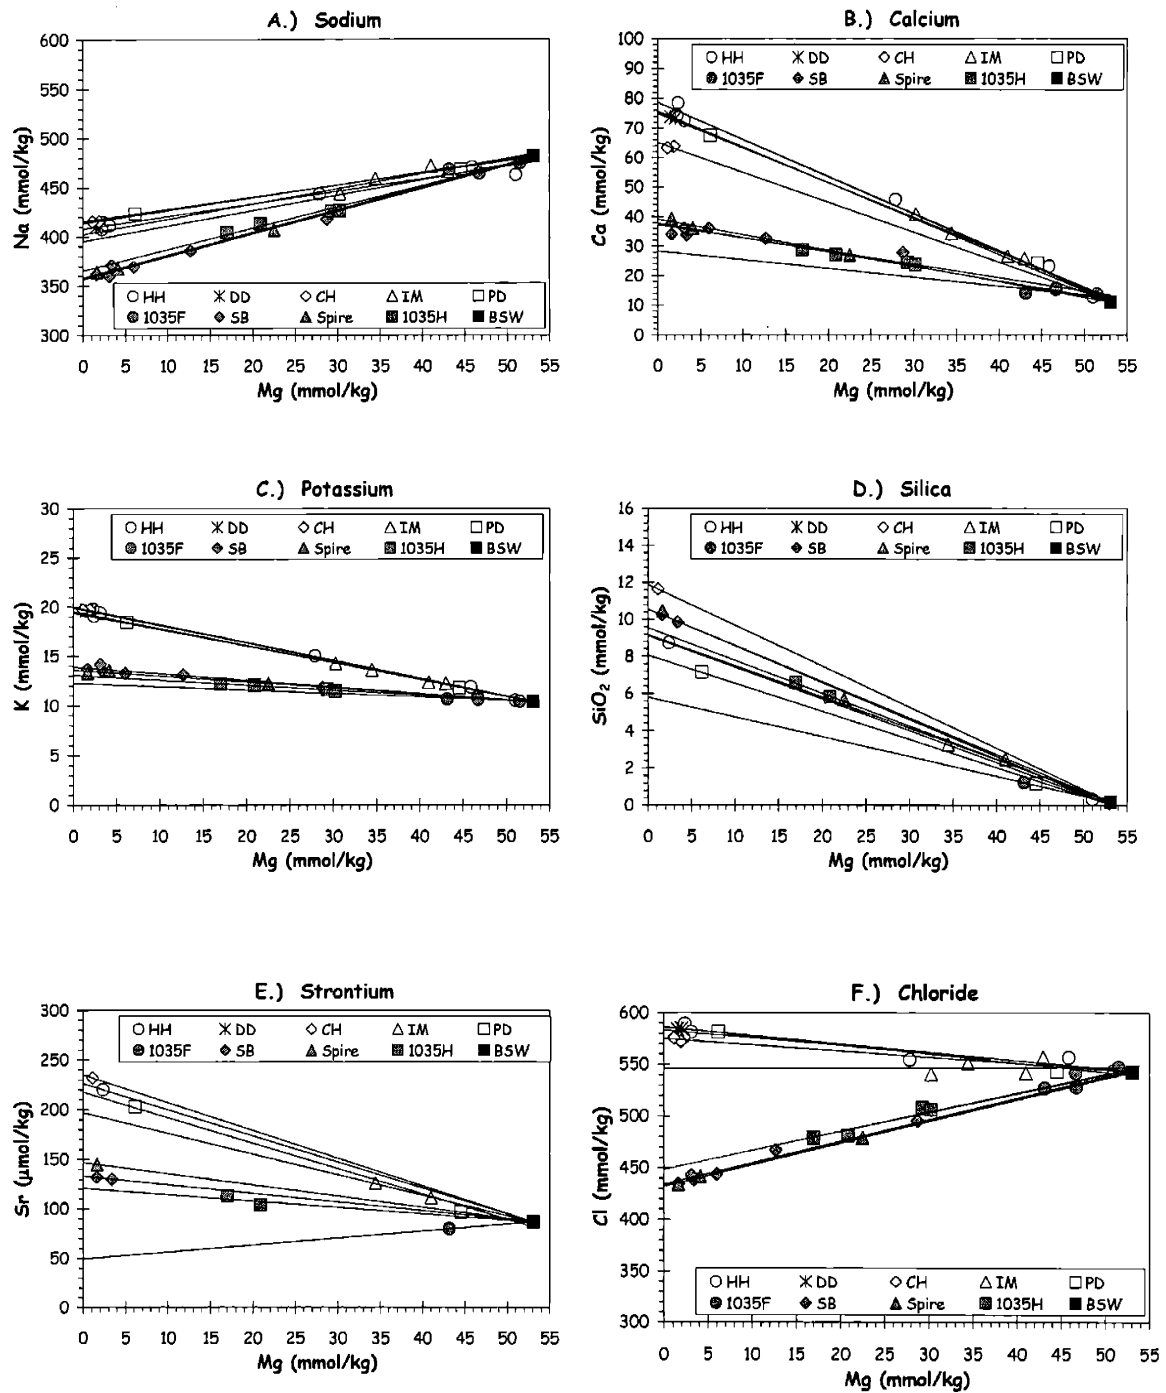 A.) Sodium
Na (mmol/kg)
600
500
450
400
350
300
HH DD CH IM PD
1035F SB Spire 1035H BSW
0 5 10 15 20 25 30 35 40 45 50 55
Mg (mmol/kg)
B.) Calcium
Ca (mmol/kg)
100
90
80
70
60
50
40
30
20
10
0
HH DD CH IM PD
1035F SB Spire 1035H BSW
0 5 10 15 20 25 30 35 40 45 50 55
Mg (mmol/kg)
C.) Potassium
K (mmol/kg)
30
25
20
15
10
5
0
HH DD CH IM PD
1035F SB Spire 1035H BSW
0 5 10 15 20 25 30 35 40 45 50 55
Mg (mmol/kg)
D.) Silica
SiO₂ (mmol/kg)
16
14
12
10
8
6
4
2
0
HH DD CH IM PD
1035F SB Spire 1035H BSW
0 5 10 15 20 25 30 35 40 45 50 55
Mg (mmol/kg)
E.) Strontium
Sr (μmol/kg)
300
250
200
150
100
50
0
HH DD CH IM PD
1035F SB Spire 1035H BSW
0 5 10 15 20 25 30 35 40 45 50 55
Mg (mmol/kg)
F.) Chloride
Cl (mmol/kg)
600
550
500
450
400
350
300
HH DD CH IM PD
1035F SB Spire 1035H BSW
0 5 10 15 20 25 30 35 40 45 50 55
Mg (mmol/kg)